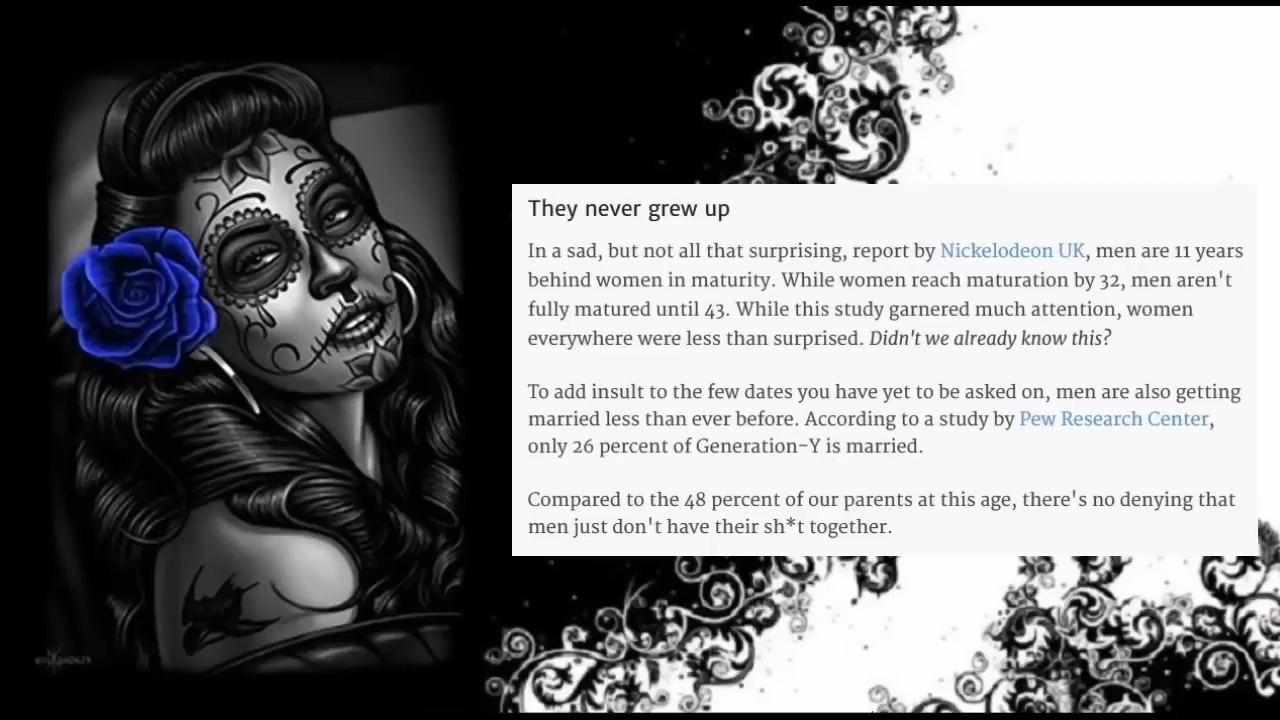 They never grew up
In a sad, but not all that surprising, report by Nickelodeon UK, men are 11 years
behind women in maturity. While women reach maturation by 32, men aren't
fully matured until 43. While this study garnered much attention, women
everywhere were less than surprised. Didn't we already know this?
To add insult to the few dates you have yet to be asked on, men are also getting
married less than ever before. According to a study by Pew Research Center,
only 26 percent of Generation-Y is married.
Compared to the 48 percent of our parents at this age, there's no denying that
men just don't have their sh*t together.